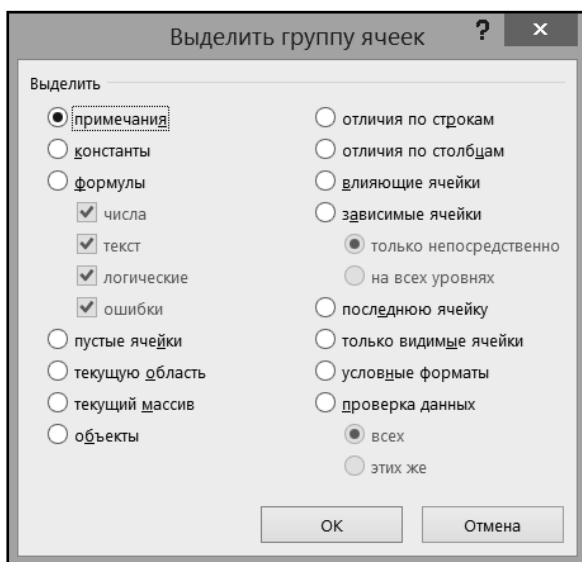 Выделить группу ячеек ? x
Выделить
примечания
константы
формулы
числа
текст
логические
ошибки
пустые ячейки
текущую область
текущий массив
объекты
отличия по строкам
отличия по столбцам
влияющие ячейки
зависимые ячейки
только непосредственно
на всех уровнях
последнюю ячейку
только видимые ячейки
условные форматы
проверка данных
всех
этих же
ОК
Отмена